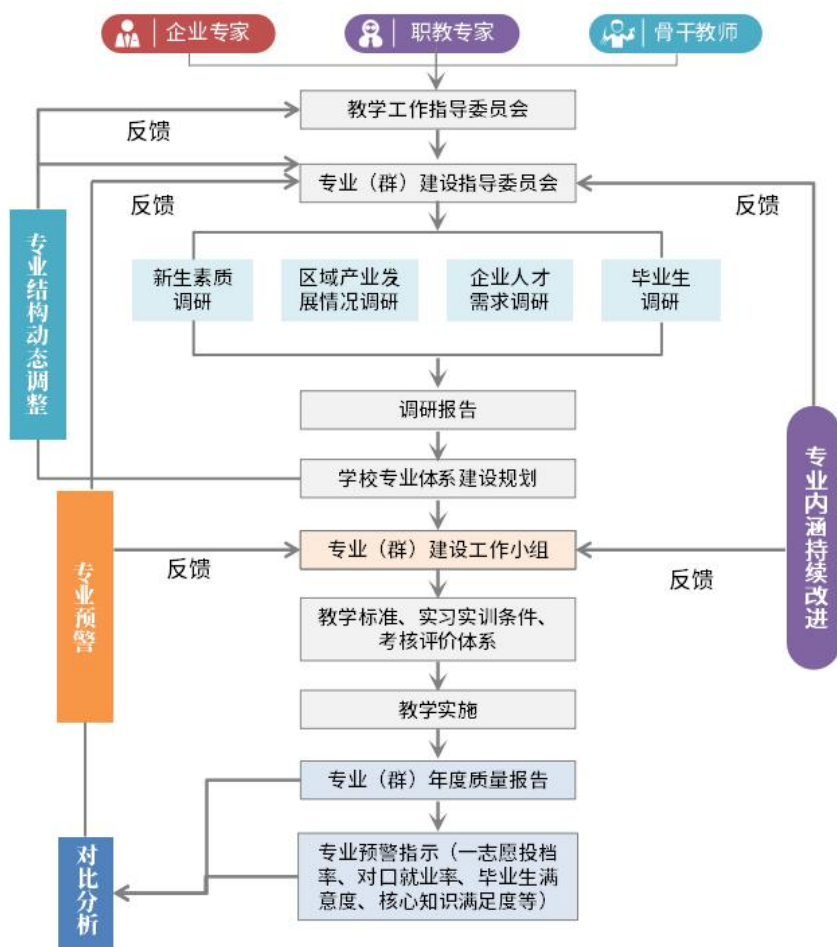 企业专家
职教专家
骨干教师
教学工作指导委员会
反馈
专业（群）建设指导委员会
反馈
反馈
专业结构动态调整
新生素质
调研
区域产业发
展情况调研
企业人才
需求调研
毕业生
调研
调研报告
学校专业体系建设规划
专业内涵持续改进
专业预警
专业（群）建设工作小组
反馈
反馈
教学标准、实习实训条件、
考核评价体系
教学实施
专业（群）年度质量报告
对比分析
专业预警指示（一志愿投档
率、对口就业率、毕业生满
意度、核心知识满足度等）